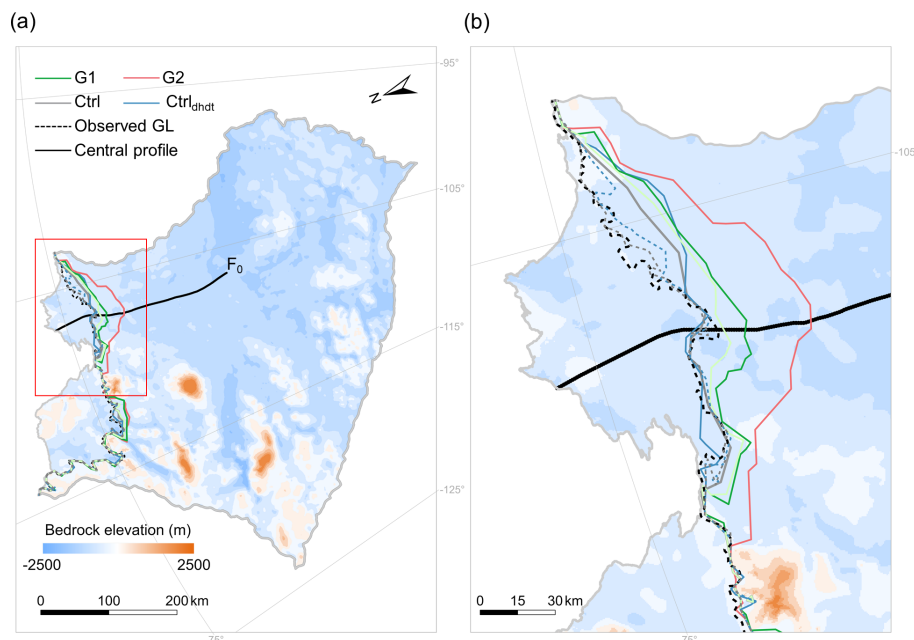 (a)
(b)
G1 G2
Ctrl Ctrl_dhdt
Observed GL
Central profile
N
-95°
-105°
-105
F0
-115°
-125°
Bedrock elevation (m)
-2500 2500
0 100 200 km
0 15 30 km
75°
75°